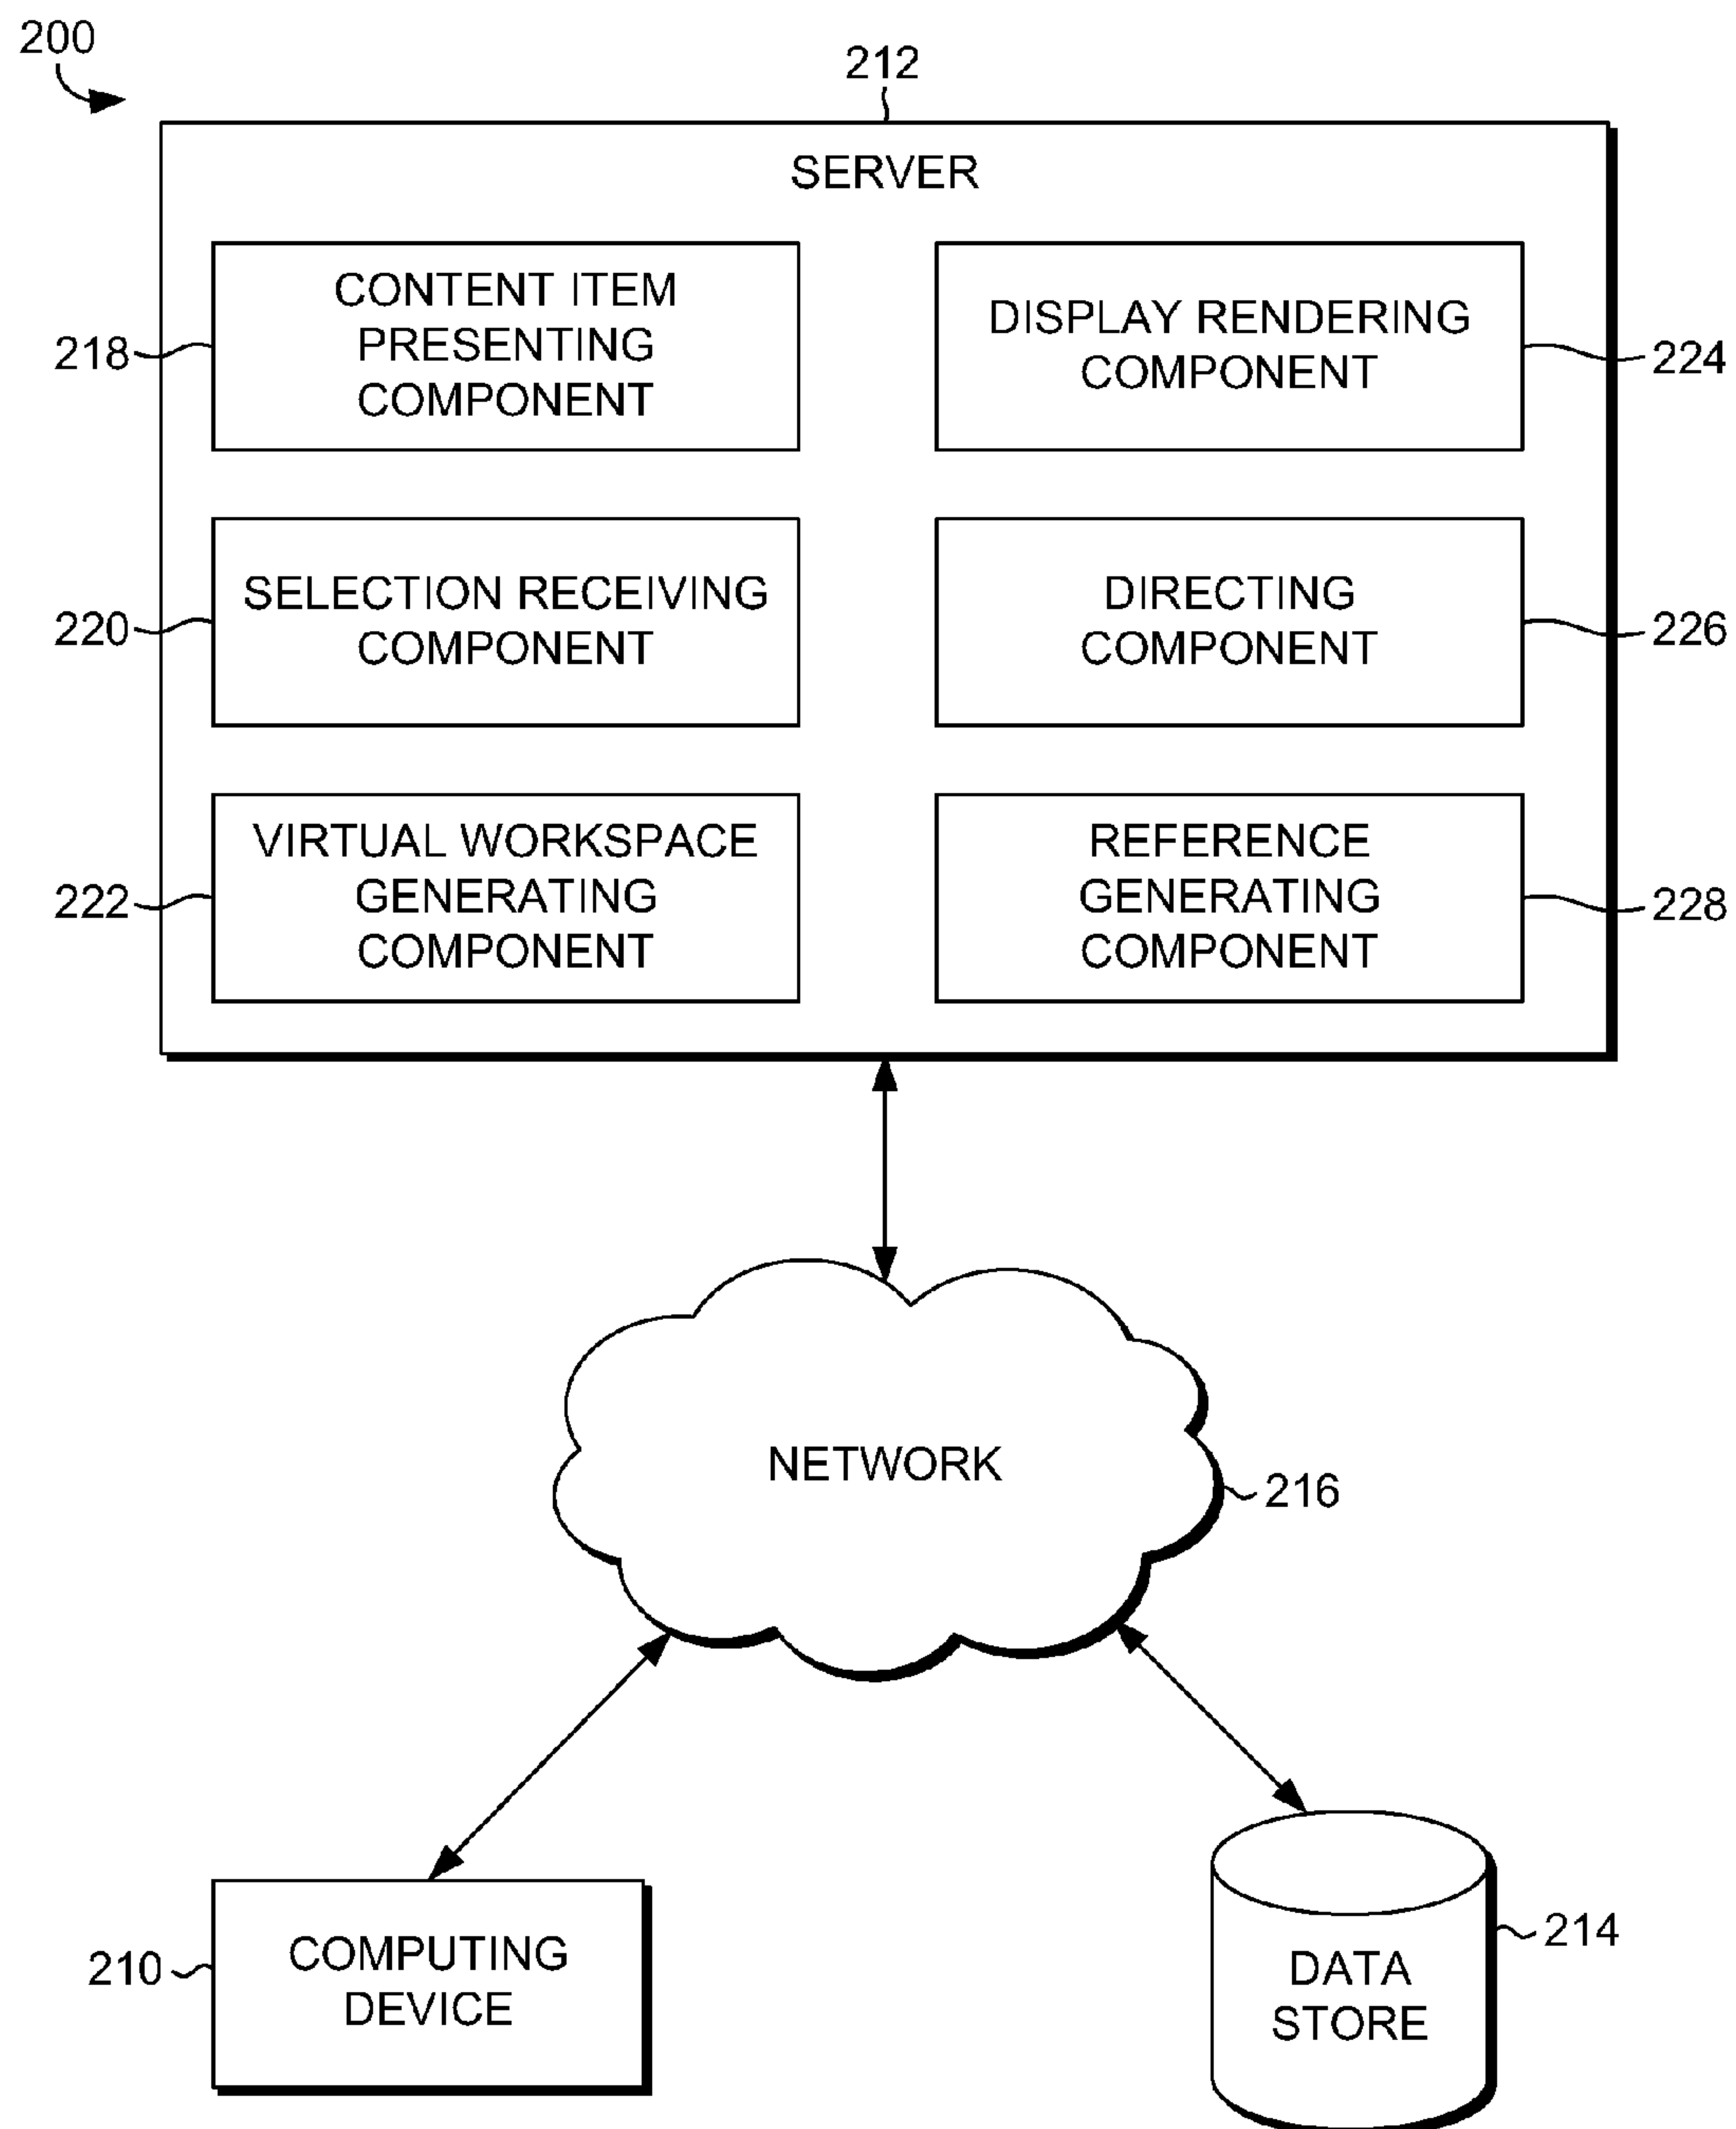 200
212
SERVER
CONTENT ITEM
PRESENTING
COMPONENT
218
DISPLAY RENDERING
COMPONENT
224
SELECTION RECEIVING
COMPONENT
220
DIRECTING
COMPONENT
226
VIRTUAL WORKSPACE
GENERATING
COMPONENT
222
REFERENCE
GENERATING
COMPONENT
228
NETWORK
216
COMPUTING
DEVICE
210
DATA
STORE
214